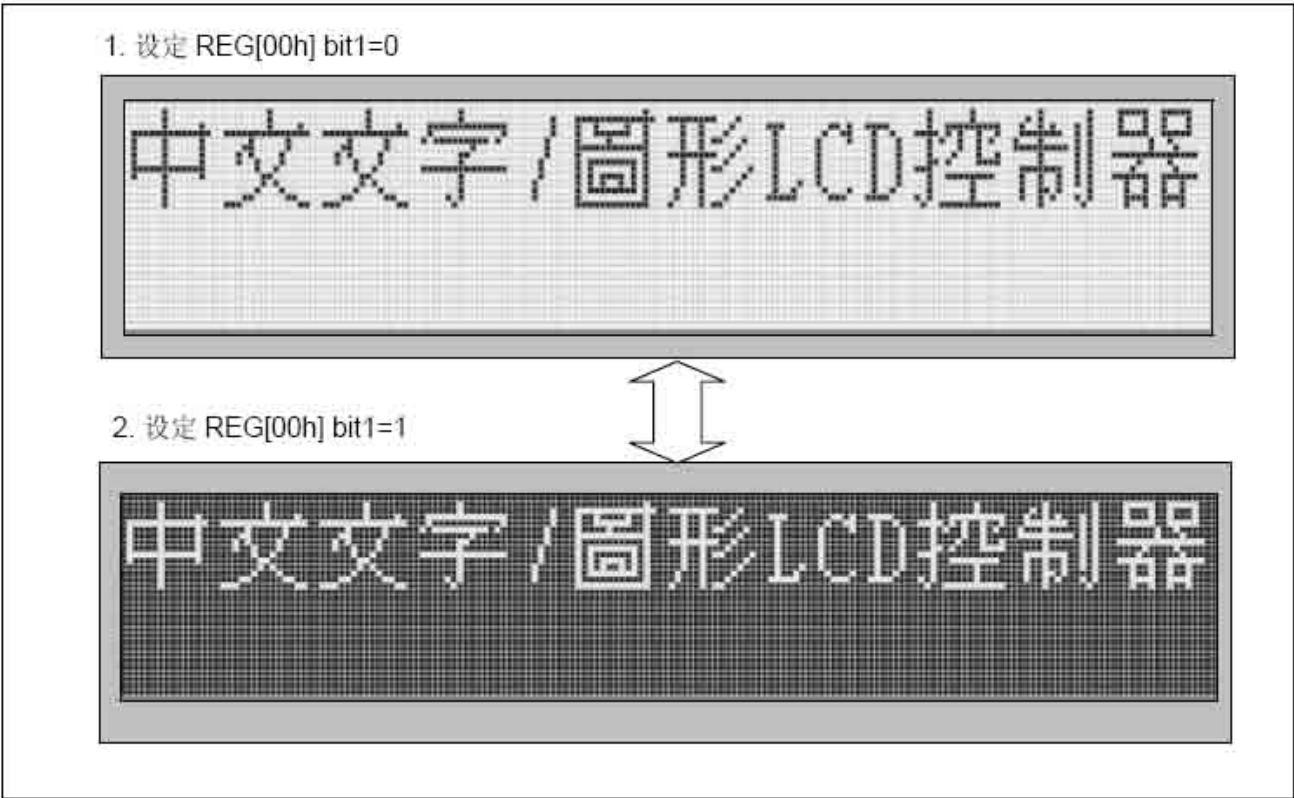 1. 设定 REG[00h] bit1=0
中文文字/圖形LCD控制器
2. 设定 REG[00h] bit1=1
中文文字/圖形LCD控制器